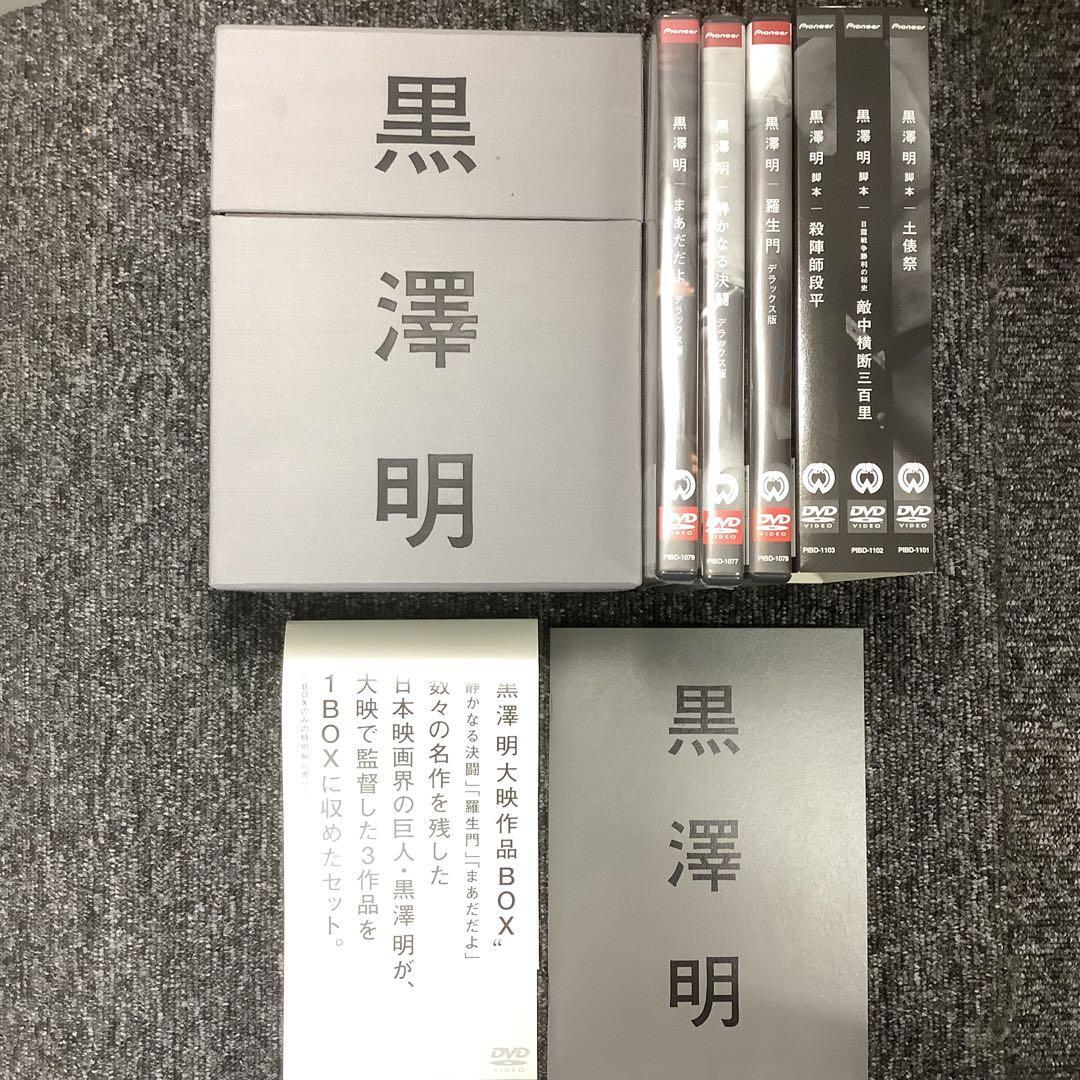 黒澤明
Pioneer
黒澤明｜まあだだよ デラックス版
DVD
VIDEO
PIBD-1079
Pioneer
黒澤明｜静かなる決闘 デラックス版
DVD
VIDEO
PIBD-1077
Pioneer
黒澤明｜羅生門 デラックス版
DVD
VIDEO
PIBD-1078
Pioneer
黒澤明 脚本｜殺陣師段平
DVD
VIDEO
PIBD-1103
Pioneer
黒澤明 脚本｜日露戦争勝利の秘史 敵中横断三百里
DVD
VIDEO
PIBD-1102
Pioneer
黒澤明 脚本｜土俵祭
DVD
VIDEO
PIBD-1101
黒澤明大映作品BOX“
静かなる決闘」「羅生門」「まあだだよ」
数々の名作を残した
日本映画界の巨人・黒澤明が、
大映で監督した3作品を
1BOXに収めたセット。
DVD
VIDEO
黒澤明